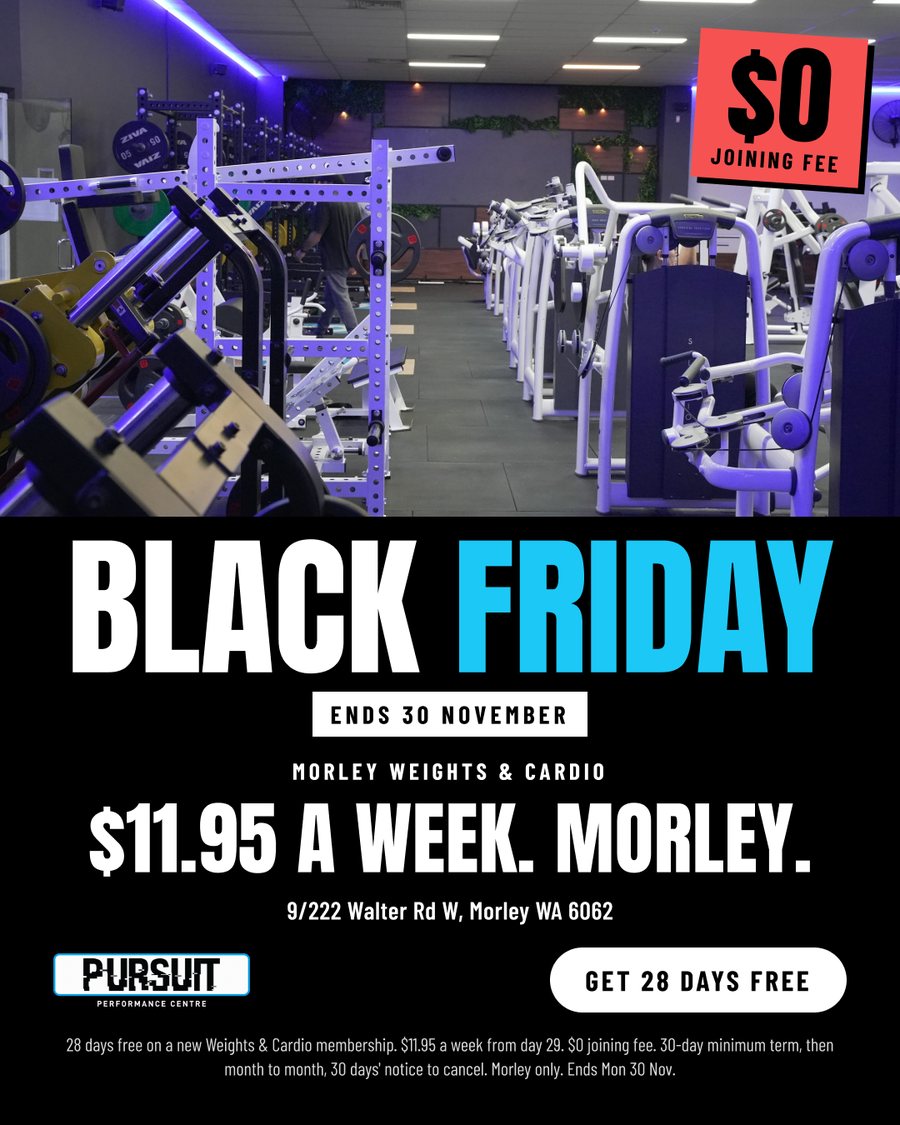 $0
JOINING FEE
ZIVA
BLACK FRIDAY
ENDS 30 NOVEMBER
MORLEY WEIGHTS & CARDIO
$11.95 A WEEK. MORLEY.
9/222 Walter Rd W, Morley WA 6062
PURSUIT
PERFORMANCE CENTRE
GET 28 DAYS FREE
28 days free on a new Weights & Cardio membership. $11.95 a week from day 29. $0 joining fee. 30-day minimum term, then
month to month, 30 days' notice to cancel. Morley only. Ends Mon 30 Nov.